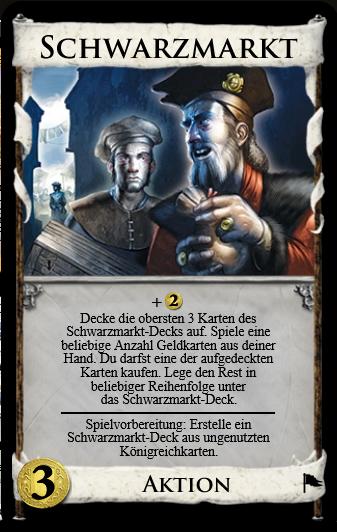 SCHWARZMARKT
+ 2
Decke die obersten 3 Karten des
Schwarzmarkt-Decks auf. Spiele eine
beliebige Anzahl Geldkarten aus deiner
Hand. Du darfst eine der aufgedeckten
Karten kaufen. Lege den Rest in
beliebiger Reihenfolge unter
das Schwarzmarkt-Deck.
Spielvorbereitung: Erstelle ein
Schwarzmarkt-Deck aus ungenutzten
Königreichkarten.
3 AKTION